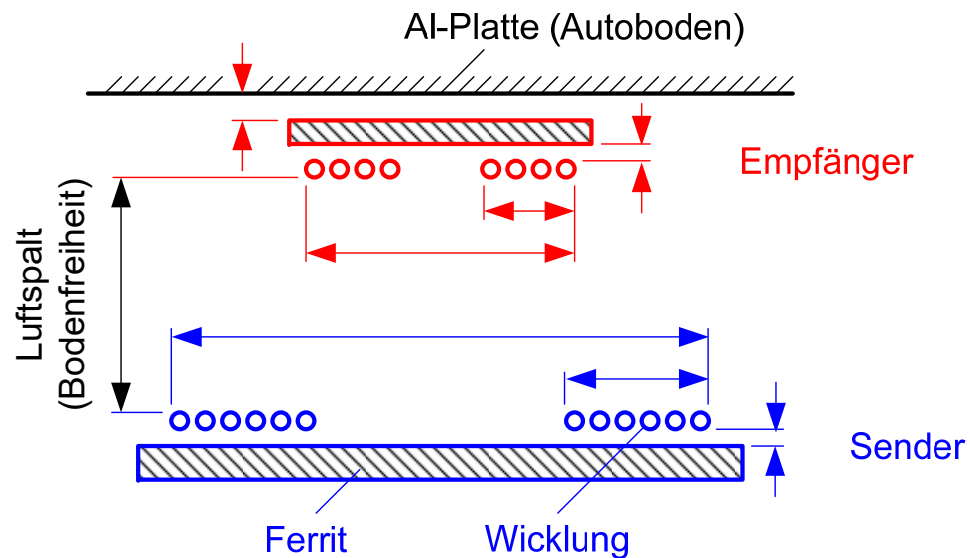 Al-Platte (Autoboden)
Empfänger
Luftspalt
(Bodenfreiheit)
Sender
Ferrit
Wicklung